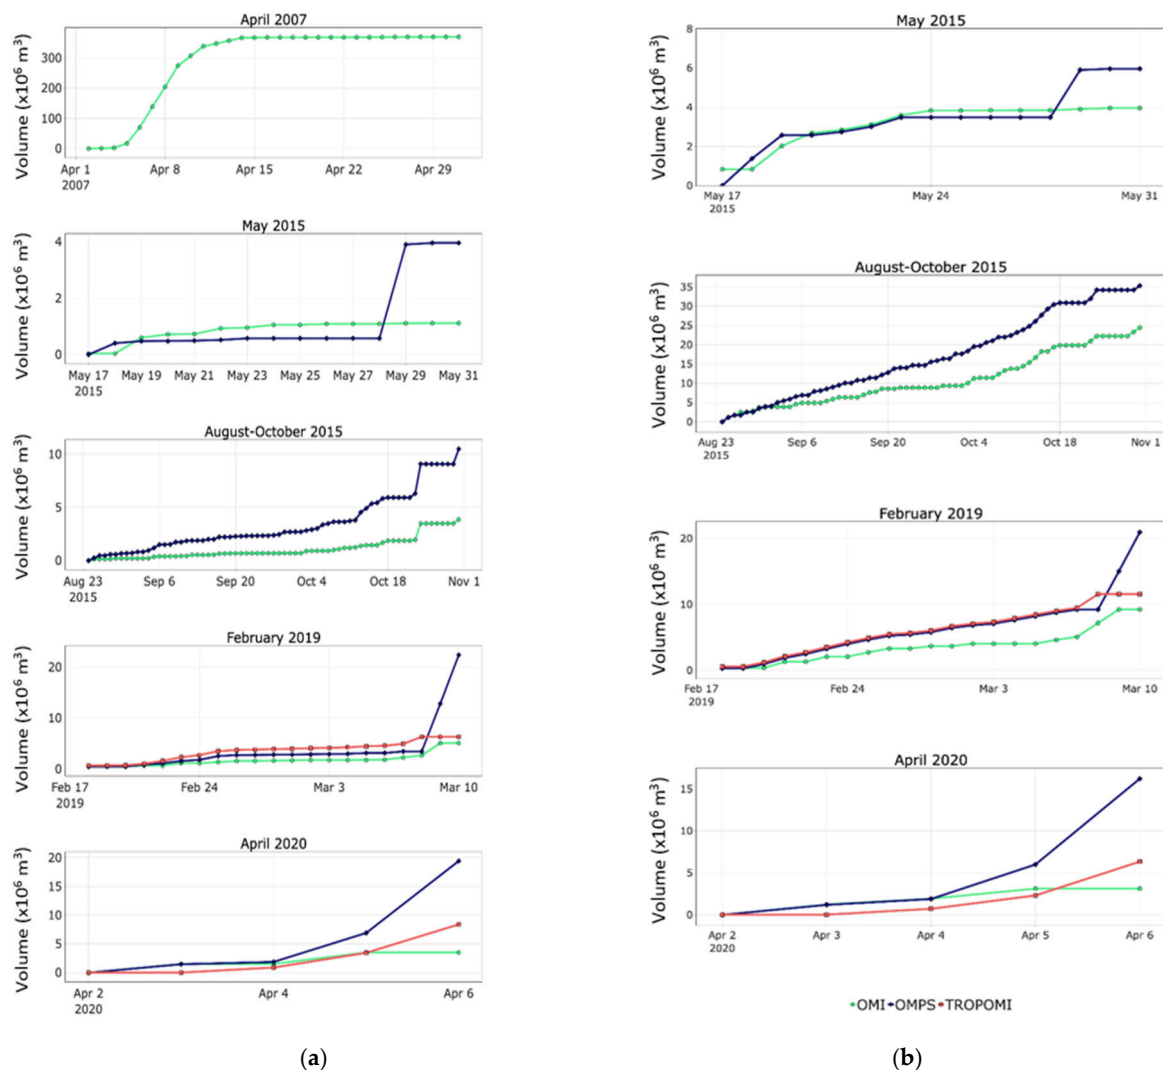 April 2007
Volume (x10⁶ m³)
300
200
100
0
Apr 1
2007
Apr 8
Apr 15
Apr 22
Apr 29
May 2015
Volume (x10⁶ m³)
4
2
0
May 17
2015
May 19
May 21
May 23
May 25
May 27
May 29
May 31
August-October 2015
Volume (x10⁶ m³)
10
5
0
Aug 23
2015
Sep 6
Sep 20
Oct 4
Oct 18
Nov 1
February 2019
Volume (x10⁶ m³)
20
10
0
Feb 17
2019
Feb 24
Mar 3
Mar 10
April 2020
Volume (x10⁶ m³)
20
15
10
5
0
Apr 2
2020
Apr 4
Apr 6
(a)
May 2015
Volume (x10⁶ m³)
8
6
4
2
0
May 17
2015
May 24
May 31
August-October 2015
Volume (x10⁶ m³)
35
30
25
20
15
10
5
0
Aug 23
2015
Sep 6
Sep 20
Oct 4
Oct 18
Nov 1
February 2019
Volume (x10⁶ m³)
20
10
0
Feb 17
2019
Feb 24
Mar 3
Mar 10
April 2020
Volume (x10⁶ m³)
15
10
5
0
Apr 2
2020
Apr 3
Apr 4
Apr 5
Apr 6
OMI OMPS TROPOMI
(b)